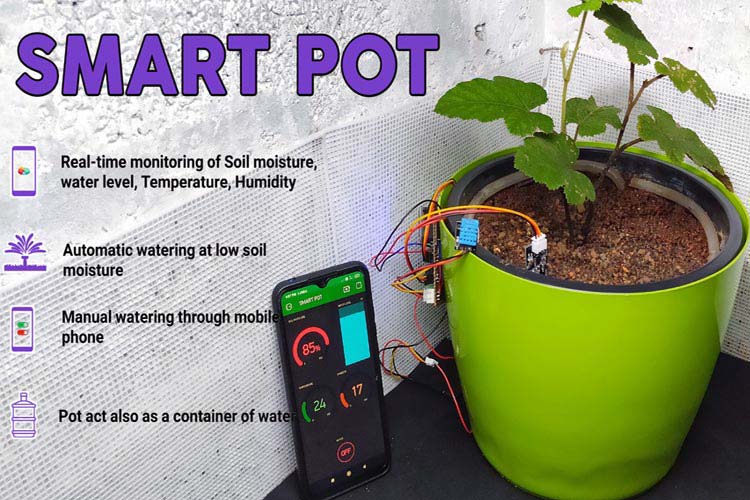 SMART POT
Real-time monitoring of Soil moisture,
water level, Temperature, Humidity
Automatic watering at low soil
moisture
Manual watering through mobile
phone
Pot act also as a container of water
SMART POT
85%
24
17
OFF